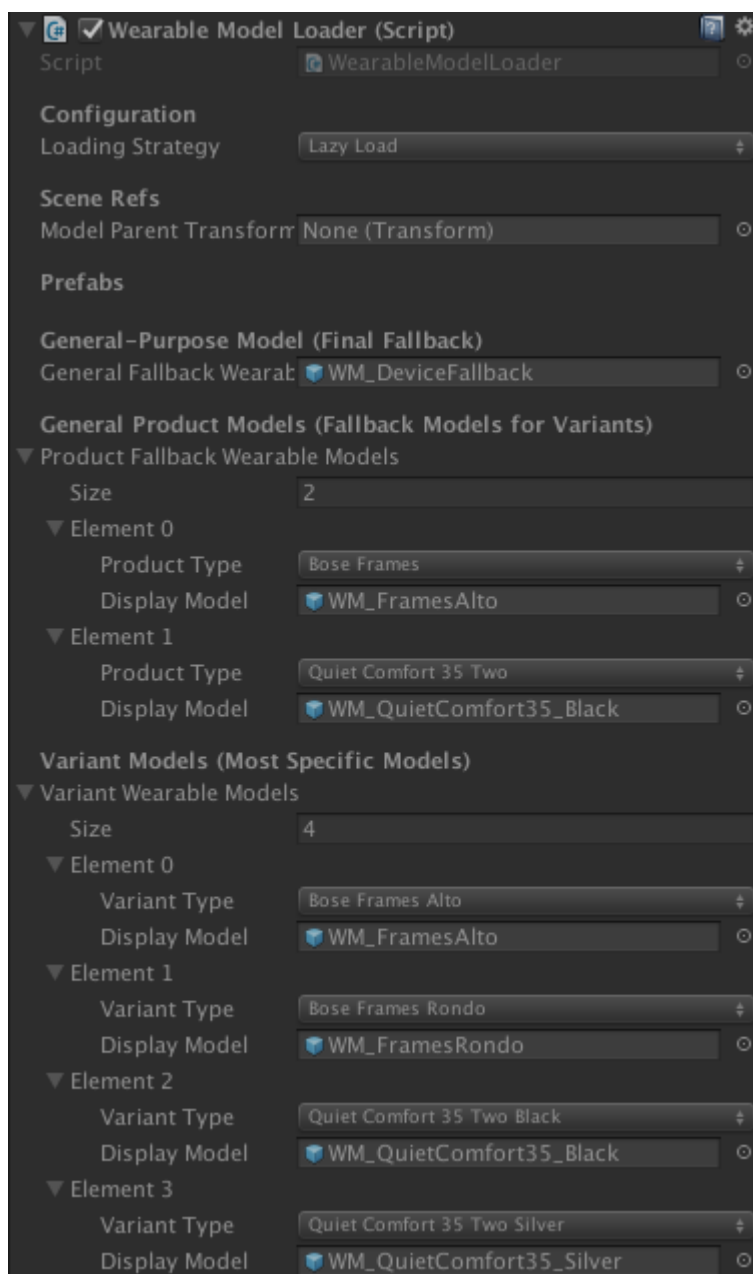 Wearable Model Loader (Script)
Script WearableModelLoader
Configuration
Loading Strategy Lazy Load
Scene Refs
Model Parent Transform None (Transform)
Prefabs
General-Purpose Model (Final Fallback)
General Fallback Wearab WM_DeviceFallback
General Product Models (Fallback Models for Variants)
Product Fallback Wearable Models
Size 2
Element 0
Product Type Bose Frames
Display Model WM_FramesAlto
Element 1
Product Type Quiet Comfort 35 Two
Display Model WM_QuietComfort35_Black
Variant Models (Most Specific Models)
Variant Wearable Models
Size 4
Element 0
Variant Type Bose Frames Alto
Display Model WM_FramesAlto
Element 1
Variant Type Bose Frames Rondo
Display Model WM_FramesRondo
Element 2
Variant Type Quiet Comfort 35 Two Black
Display Model WM_QuietComfort35_Black
Element 3
Variant Type Quiet Comfort 35 Two Silver
Display Model WM_QuietComfort35_Silver